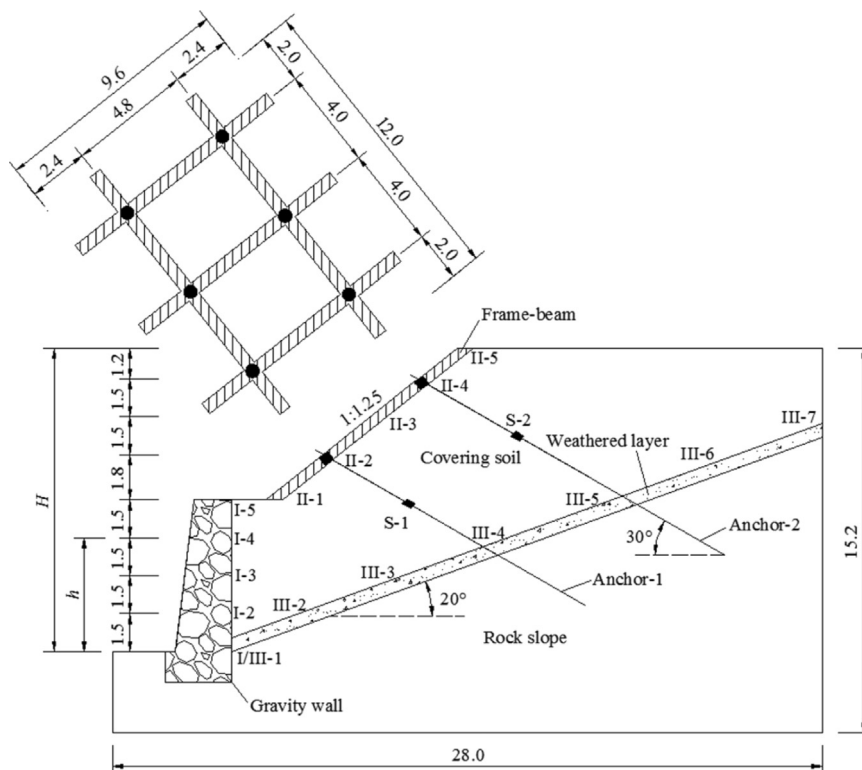 9.6
2.4
4.8
2.4
2.0
4.0
12.0
4.0
2.0
Frame-beam
1.2
II-5
II-4
1.5
1:1.25
II-3
S-2
III-7
1.5
Weathered layer
III-6
II-2
Covering soil
1.8
H
II-1
III-5
I-5
S-1
Anchor-2
1.5
I-4
III-4
30°
15.2
h
1.5
I-3
III-3
Anchor-1
1.5
I-2
III-2
20°
1.5
Rock slope
I/III-1
Gravity wall
28.0